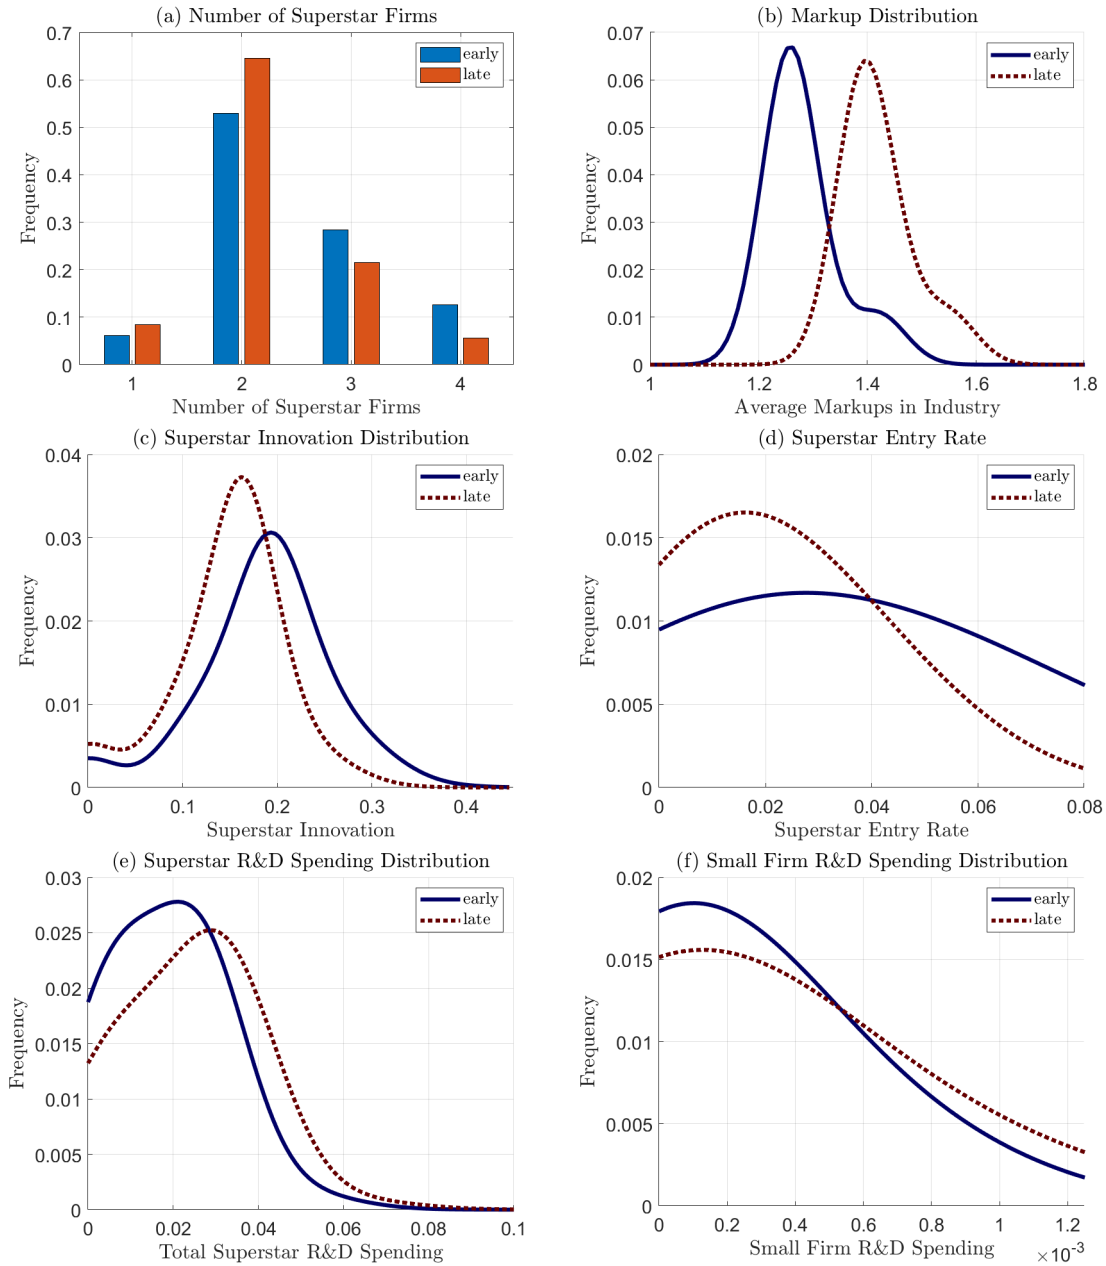 (a) Number of Superstar Firms
0.7
0.6
0.5
0.4
0.3
0.2
0.1
0
Frequency
early
late
1 2 3 4
Number of Superstar Firms
(b) Markup Distribution
0.07
0.06
0.05
0.04
0.03
0.02
0.01
0
Frequency
early
late
1 1.2 1.4 1.6 1.8
Average Markups in Industry
(c) Superstar Innovation Distribution
0.04
0.03
0.02
0.01
0
Frequency
early
late
0 0.1 0.2 0.3 0.4
Superstar Innovation
(d) Superstar Entry Rate
0.02
0.015
0.01
0.005
0
Frequency
early
late
0 0.02 0.04 0.06 0.08
Superstar Entry Rate
(e) Superstar R&D Spending Distribution
0.03
0.025
0.02
0.015
0.01
0.005
0
Frequency
early
late
0 0.02 0.04 0.06 0.08 0.1
Total Superstar R&D Spending
(f) Small Firm R&D Spending Distribution
0.02
0.015
0.01
0.005
0
Frequency
early
late
0 0.2 0.4 0.6 0.8 1 1.2
Small Firm R&D Spending
×10⁻³